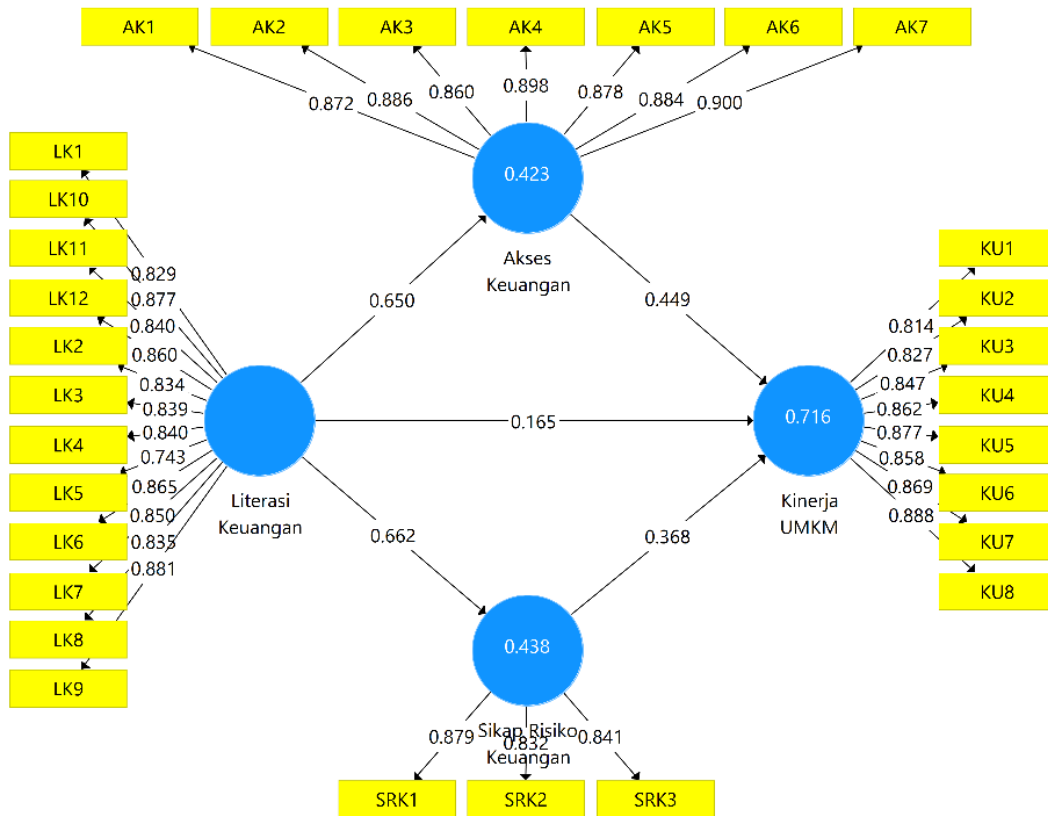 AK1 AK2 AK3 AK4 AK5 AK6 AK7
0.872 0.886 0.860 0.898 0.878 0.884 0.900
0.423
Akses
Keuangan
LK1
LK10
LK11
LK12
LK2
LK3
LK4
LK5
LK6
LK7
LK8
LK9
0.829
0.877
0.840
0.860
0.834
0.839
0.840
0.743
0.865
0.850
0.835
0.881
Literasi
Keuangan
0.650
0.449
0.165
0.662
0.368
0.716
Kinerja
UMKM
0.814
0.827
0.847
0.862
0.877
0.858
0.869
0.888
KU1
KU2
KU3
KU4
KU5
KU6
KU7
KU8
0.438
Sikap Risiko
Keuangan
0.879 0.832 0.841
SRK1 SRK2 SRK3